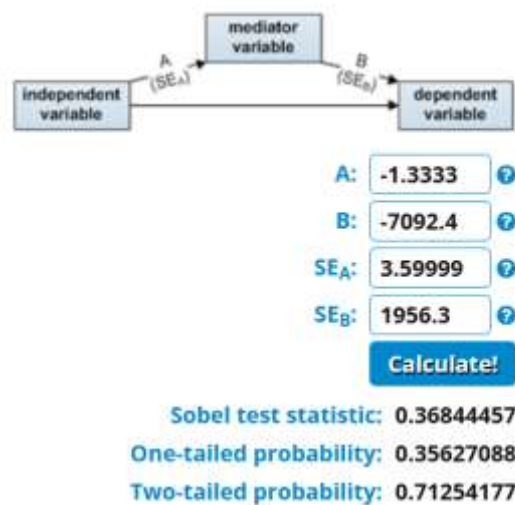 mediator
variable
A
(SEA)
B
(SEB)
independent
variable
dependent
variable
A: -1.3333 ?
B: -7092.4 ?
SEA: 3.59999 ?
SEB: 1956.3 ?
Calculate!
Sobel test statistic: 0.36844457
One-tailed probability: 0.35627088
Two-tailed probability: 0.71254177